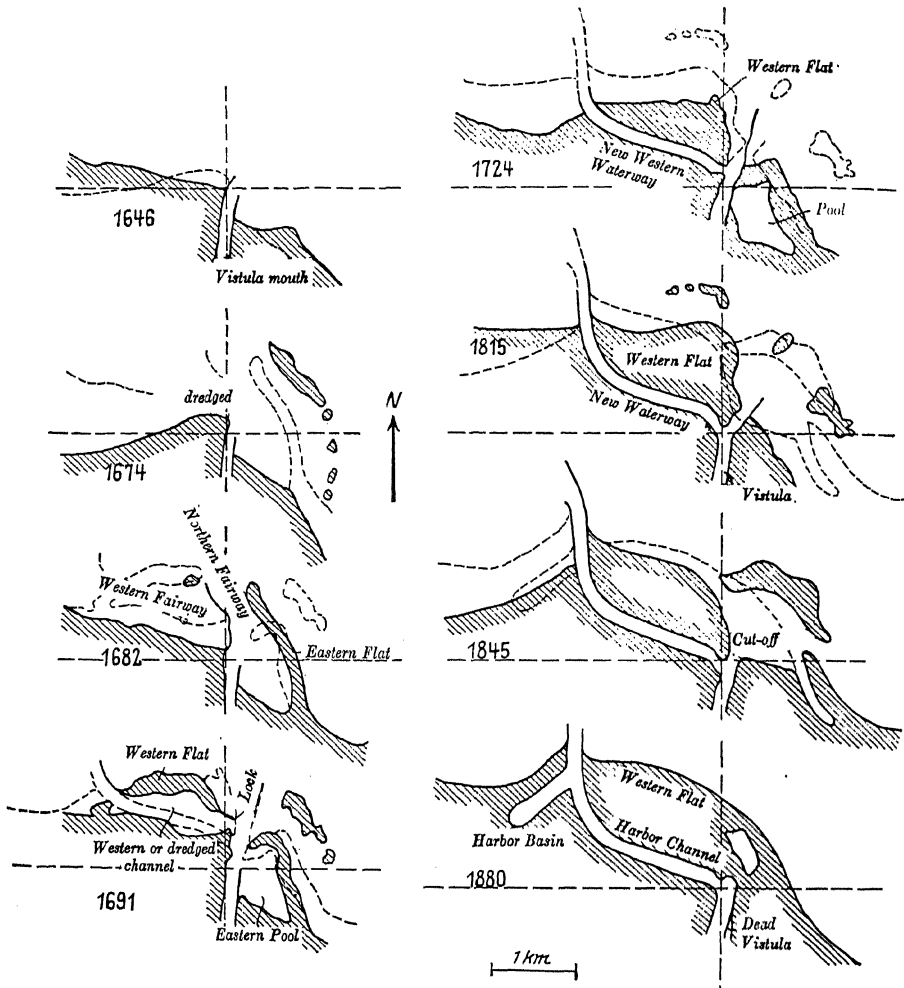 1646
Vistula mouth
dredged
1674
N
Northern Fairway
Western Fairway
1682
Eastern Flat
Western Flat
Lock
Western or dredged
channel
1691
Eastern Pool
Western Flat
New Western
Waterway
1724
Pool
1815
Western Flat
New Waterway
Vistula
Cut-off
1845
Western Flat
Harbor Basin
Harbor Channel
1880
Dead
Vistula
1 km